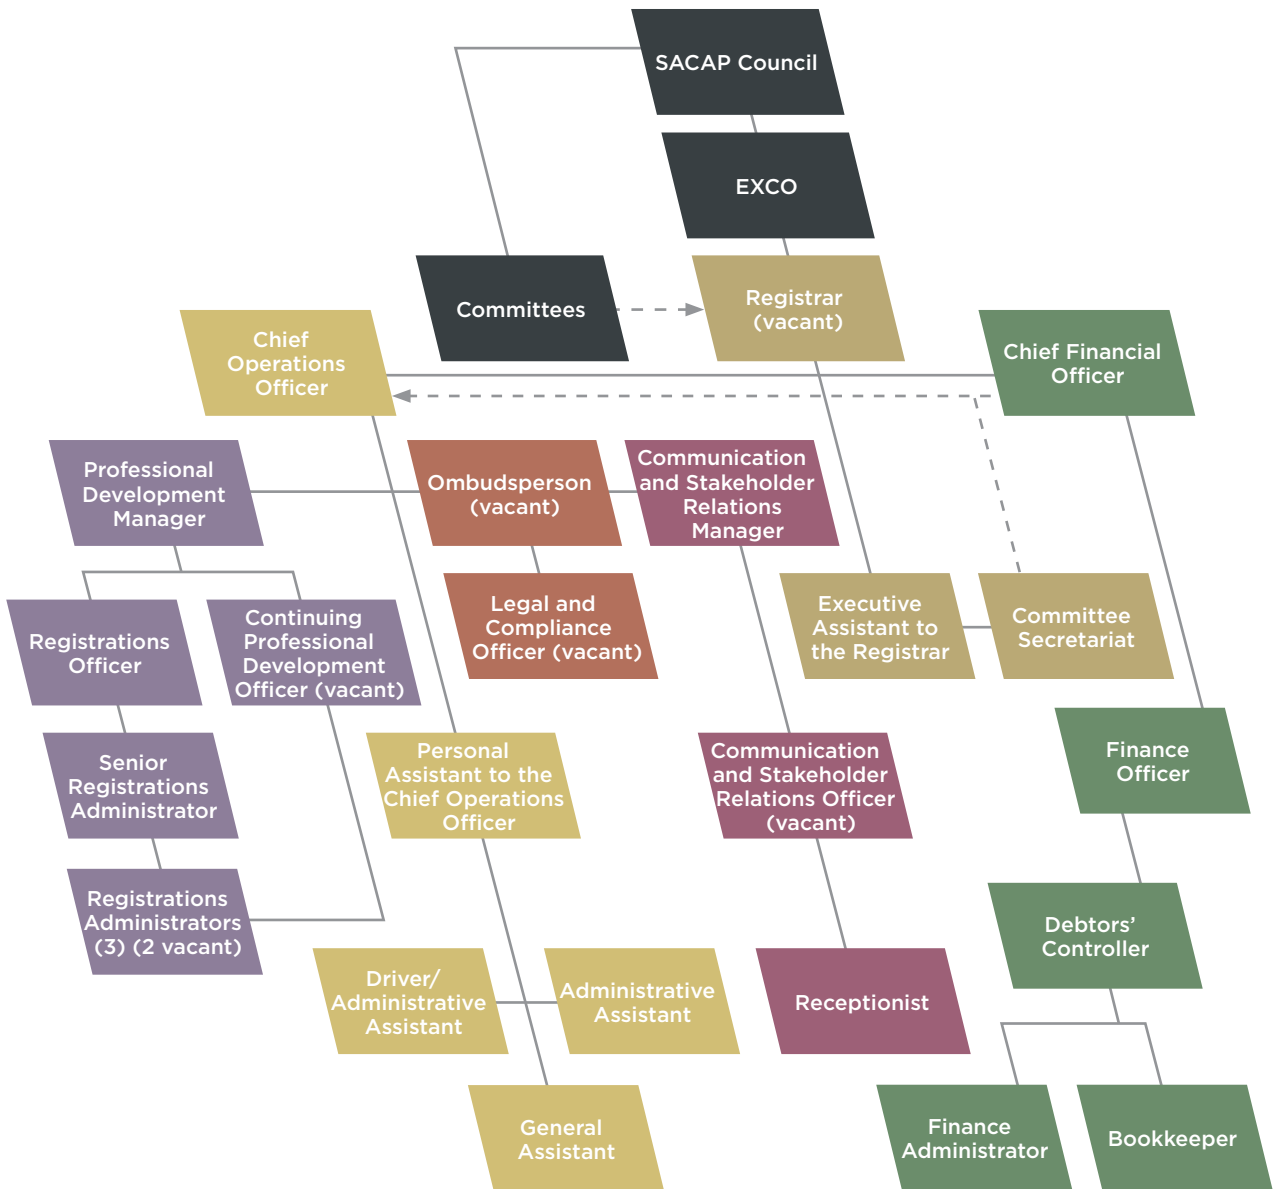 SACAP Council
EXCO
Committees
Registrar
(vacant)
Chief
Operations
Officer
Chief Financial
Officer
Professional
Development
Manager
Ombudsperson
(vacant)
Communication
and Stakeholder
Relations
Manager
Registrations
Officer
Continuing
Professional
Development
Officer (vacant)
Legal and
Compliance
Officer (vacant)
Executive
Assistant to
the Registrar
Committee
Secretariat
Senior
Registrations
Administrator
Personal
Assistant to the
Chief Operations
Officer
Communication
and Stakeholder
Relations Officer
(vacant)
Finance
Officer
Registrations
Administrators
(3) (2 vacant)
Debtors’
Controller
Driver/
Administrative
Assistant
Administrative
Assistant
Receptionist
General
Assistant
Finance
Administrator
Bookkeeper